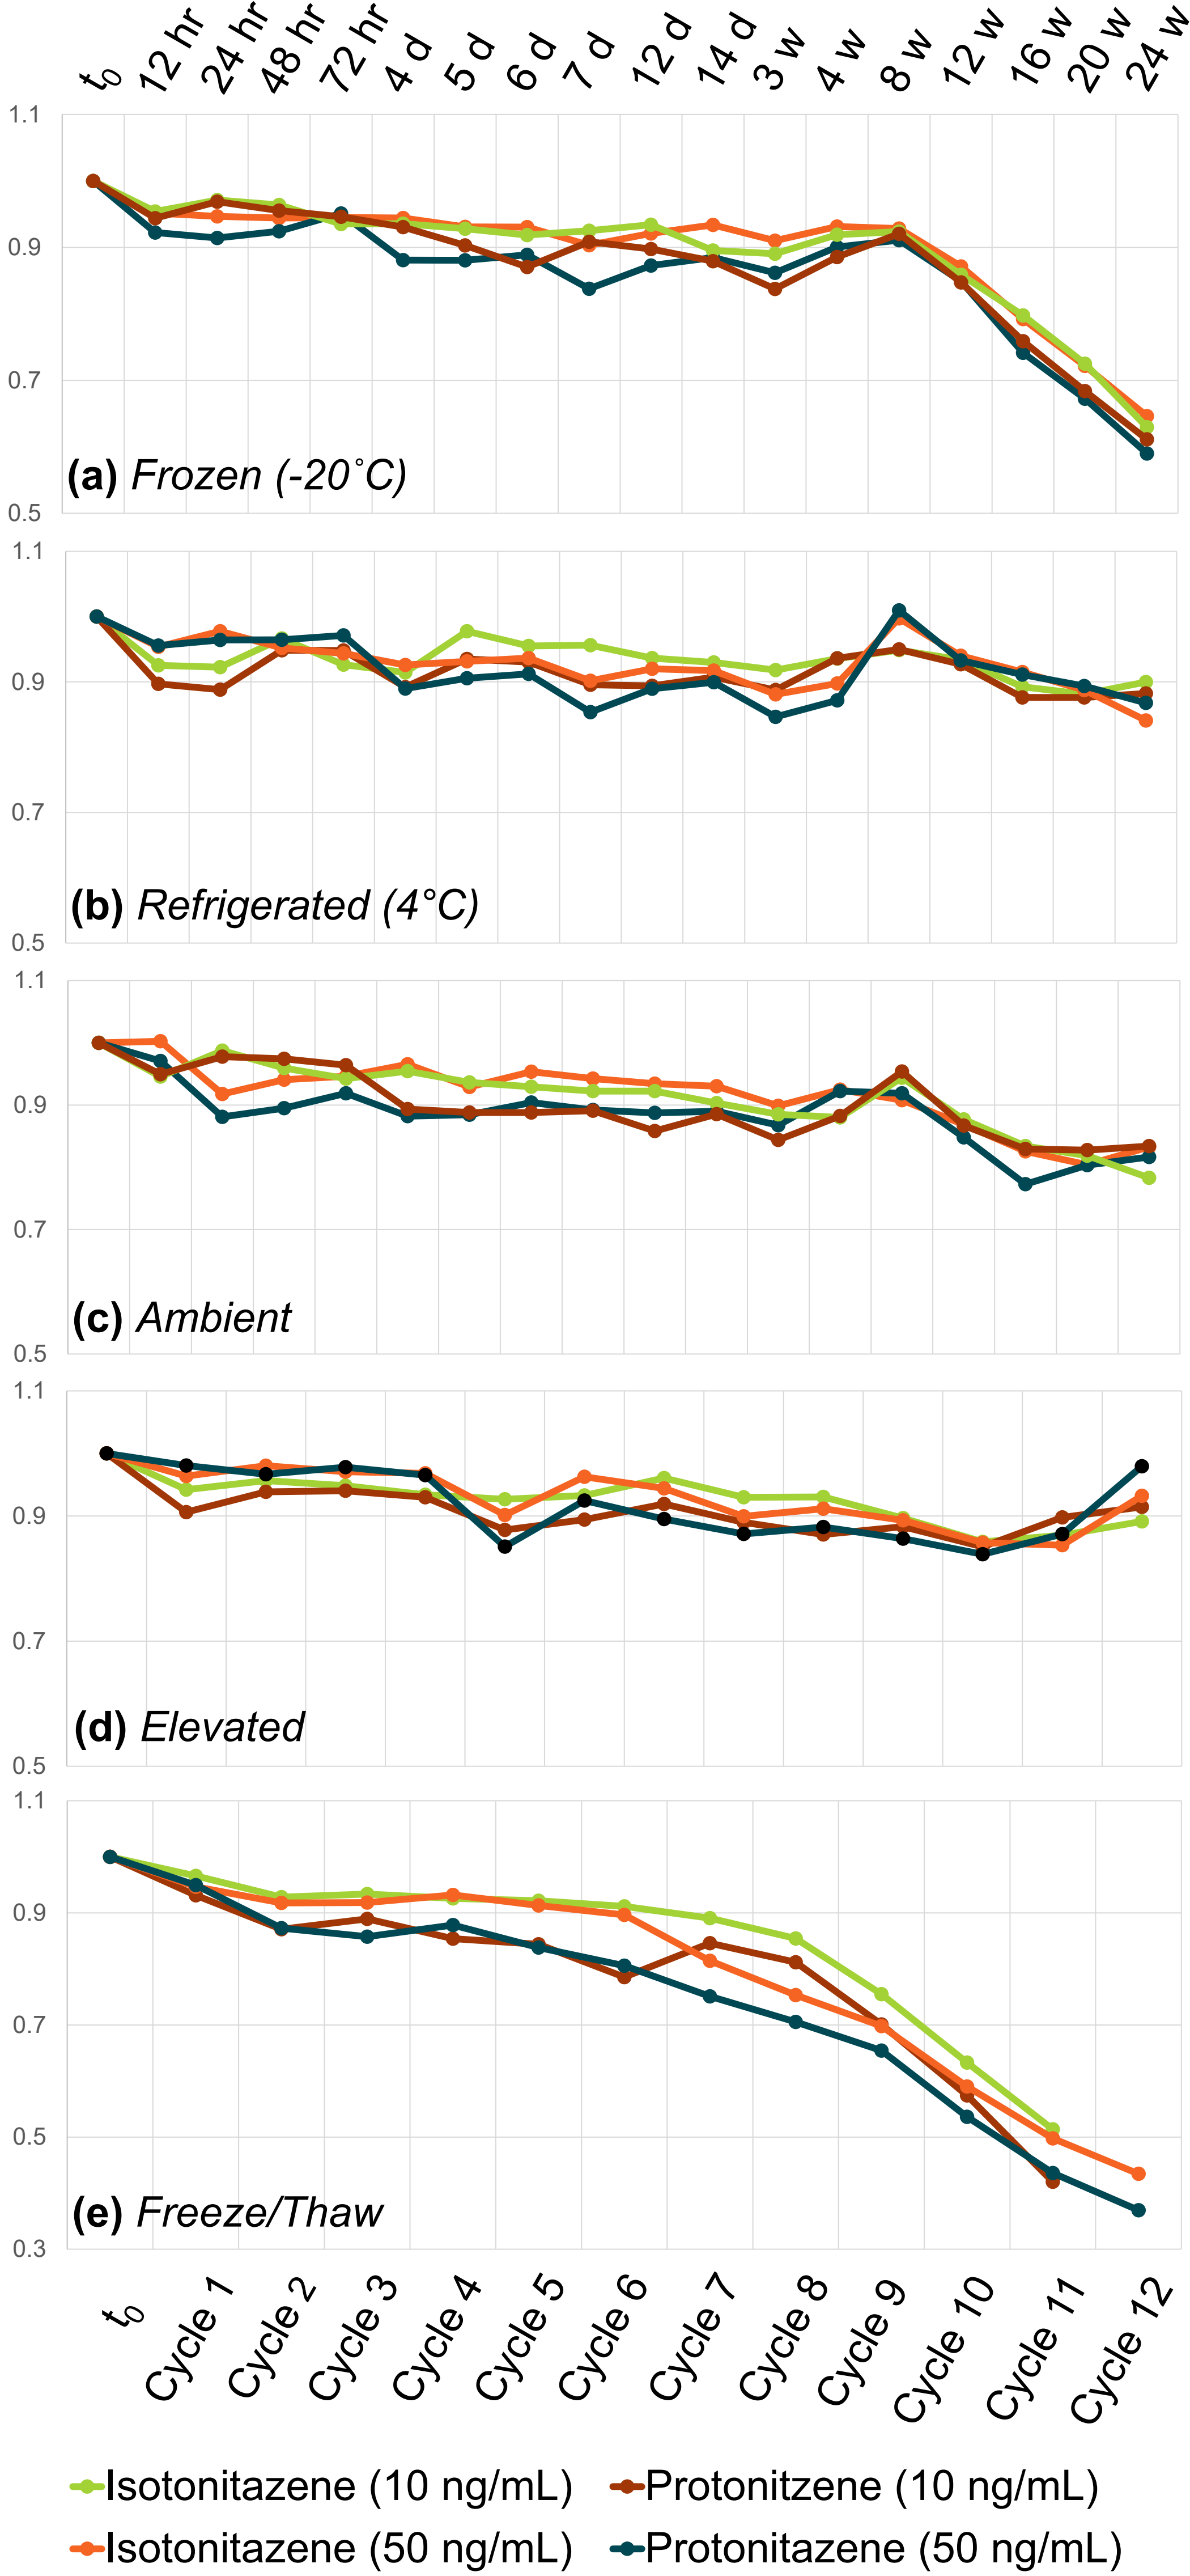 t0 12 hr 24 hr 48 hr 72 hr 4 d 5 d 6 d 7 d 12 d 14 d 3 w 4 w 8 w 12 w 16 w 20 w 24 w
1.1
0.9
0.7
(a) Frozen (-20˚C)
0.5
1.1
0.9
0.7
(b) Refrigerated (4°C)
0.5
1.1
0.9
0.7
(c) Ambient
0.5
1.1
0.9
0.7
(d) Elevated
0.5
1.1
0.9
0.7
0.5
(e) Freeze/Thaw
0.3
t0 Cycle 1 Cycle 2 Cycle 3 Cycle 4 Cycle 5 Cycle 6 Cycle 7 Cycle 8 Cycle 9 Cycle 10 Cycle 11 Cycle 12
Isotonitazene (10 ng/mL) Protonitzene (10 ng/mL)
Isotonitazene (50 ng/mL) Protonitazene (50 ng/mL)